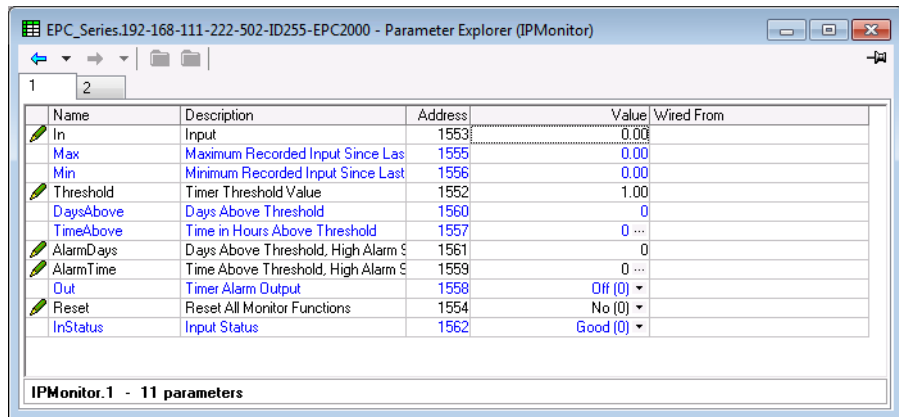 EPC_Series.192-168-111-222-502-ID255-EPC2000 - Parameter Explorer (IPMonitor)
1 2
Name Description Address Value Wired From
In Input 1553 0.00
Max Maximum Recorded Input Since Las 1555 0.00
Min Minimum Recorded Input Since Last 1556 0.00
Threshold Timer Threshold Value 1552 1.00
DaysAbove Days Above Threshold 1560 0
TimeAbove Time in Hours Above Threshold 1557 0 ...
AlarmDays Days Above Threshold, High Alarm S 1561 0
AlarmTime Time Above Threshold, High Alarm S 1559 0 ...
Out Timer Alarm Output 1558 Off (0)
Reset Reset All Monitor Functions 1554 No (0)
InStatus Input Status 1562 Good (0)
IPMonitor.1 - 11 parameters